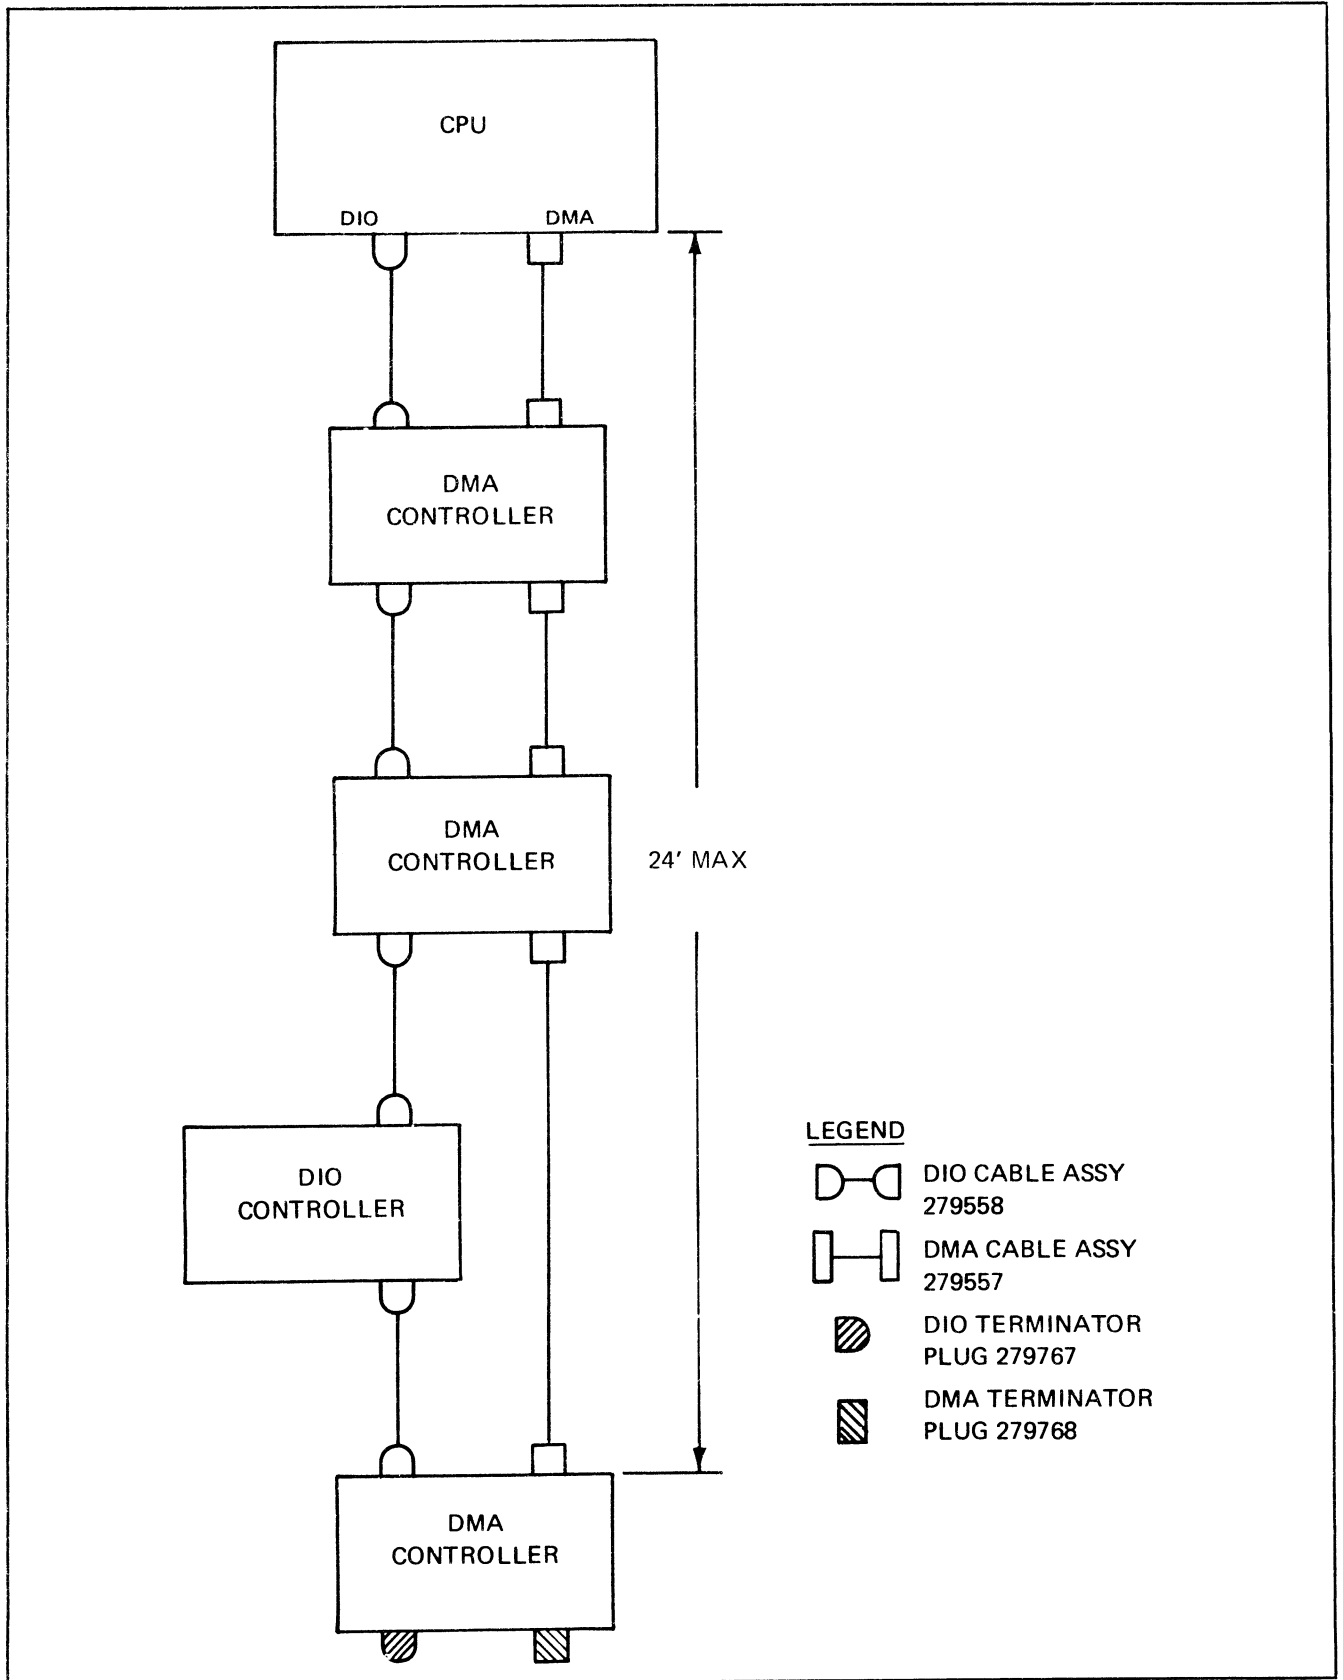 CPU
DIO
DMA
DMA
CONTROLLER
DMA
CONTROLLER
24' MAX
DIO
CONTROLLER
DMA
CONTROLLER
LEGEND
DIO CABLE ASSY
279558
DMA CABLE ASSY
279557
DIO TERMINATOR
PLUG 279767
DMA TERMINATOR
PLUG 279768